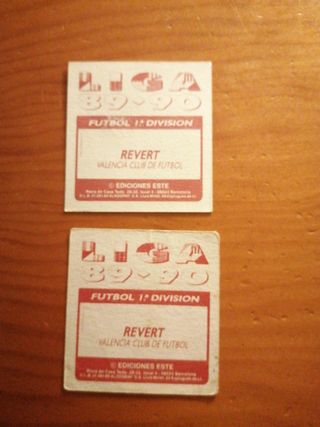 LIGA
89~90
FUTBOL 1ª DIVISION
REVERT
VALENCIA CLUB DE FUTBOL
© EDICIONES ESTE
LIGA
89~90
FUTBOL 1ª DIVISION
REVERT
VALENCIA CLUB DE FUTBOL
© EDICIONES ESTE